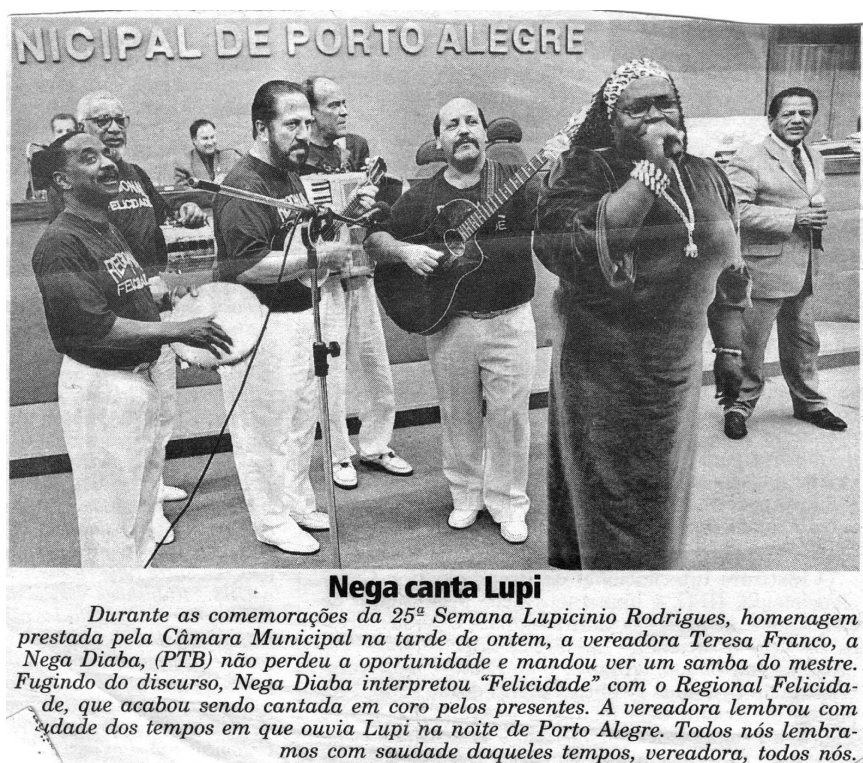 NICIPAL DE PORTO ALEGRE
FELICIDADE
FELICIDA
Nega canta Lupi
Durante as comemorações da 25ª Semana Lupicinio Rodrigues, homenagem
prestada pela Câmara Municipal na tarde de ontem, a vereadora Teresa Franco, a
Nega Diaba, (PTB) não perdeu a oportunidade e mandou ver um samba do mestre.
Fugindo do discurso, Nega Diaba interpretou “Felicidade” com o Regional Felicida-
de, que acabou sendo cantada em coro pelos presentes. A vereadora lembrou com
udade dos tempos em que ouvia Lupi na noite de Porto Alegre. Todos nós lembra-
mos com saudade daqueles tempos, vereadora, todos nós.